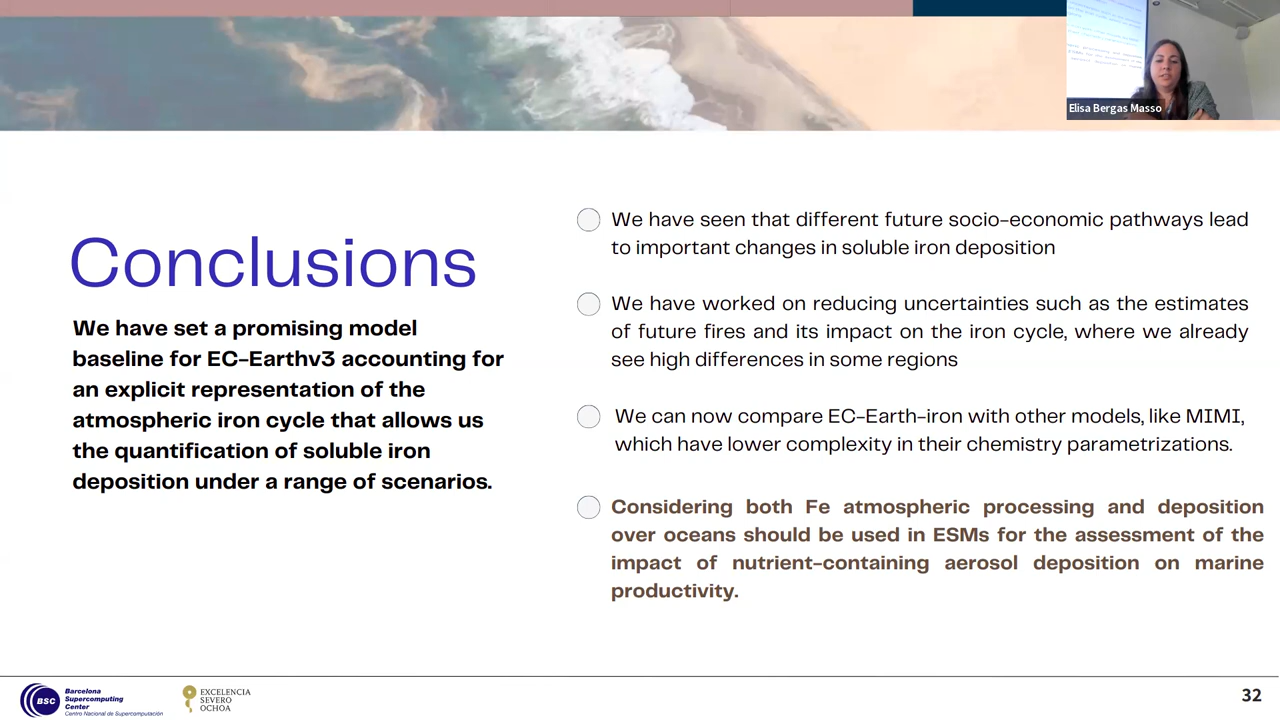 Elisa Bergas Masso
Conclusions
We have set a promising model
baseline for EC-Earthv3 accounting for
an explicit representation of the
atmospheric iron cycle that allows us
the quantification of soluble iron
deposition under a range of scenarios.
We have seen that different future socio-economic pathways lead
to important changes in soluble iron deposition
We have worked on reducing uncertainties such as the estimates
of future fires and its impact on the iron cycle, where we already
see high differences in some regions
We can now compare EC-Earth-iron with other models, like MIMI,
which have lower complexity in their chemistry parametrizations.
Considering both Fe atmospheric processing and deposition
over oceans should be used in ESMs for the assessment of the
impact of nutrient-containing aerosol deposition on marine
productivity.
BSC
Barcelona
Supercomputing
Center
Centro Nacional de Supercomputación
EXCELENCIA
SEVERO
OCHOA
32